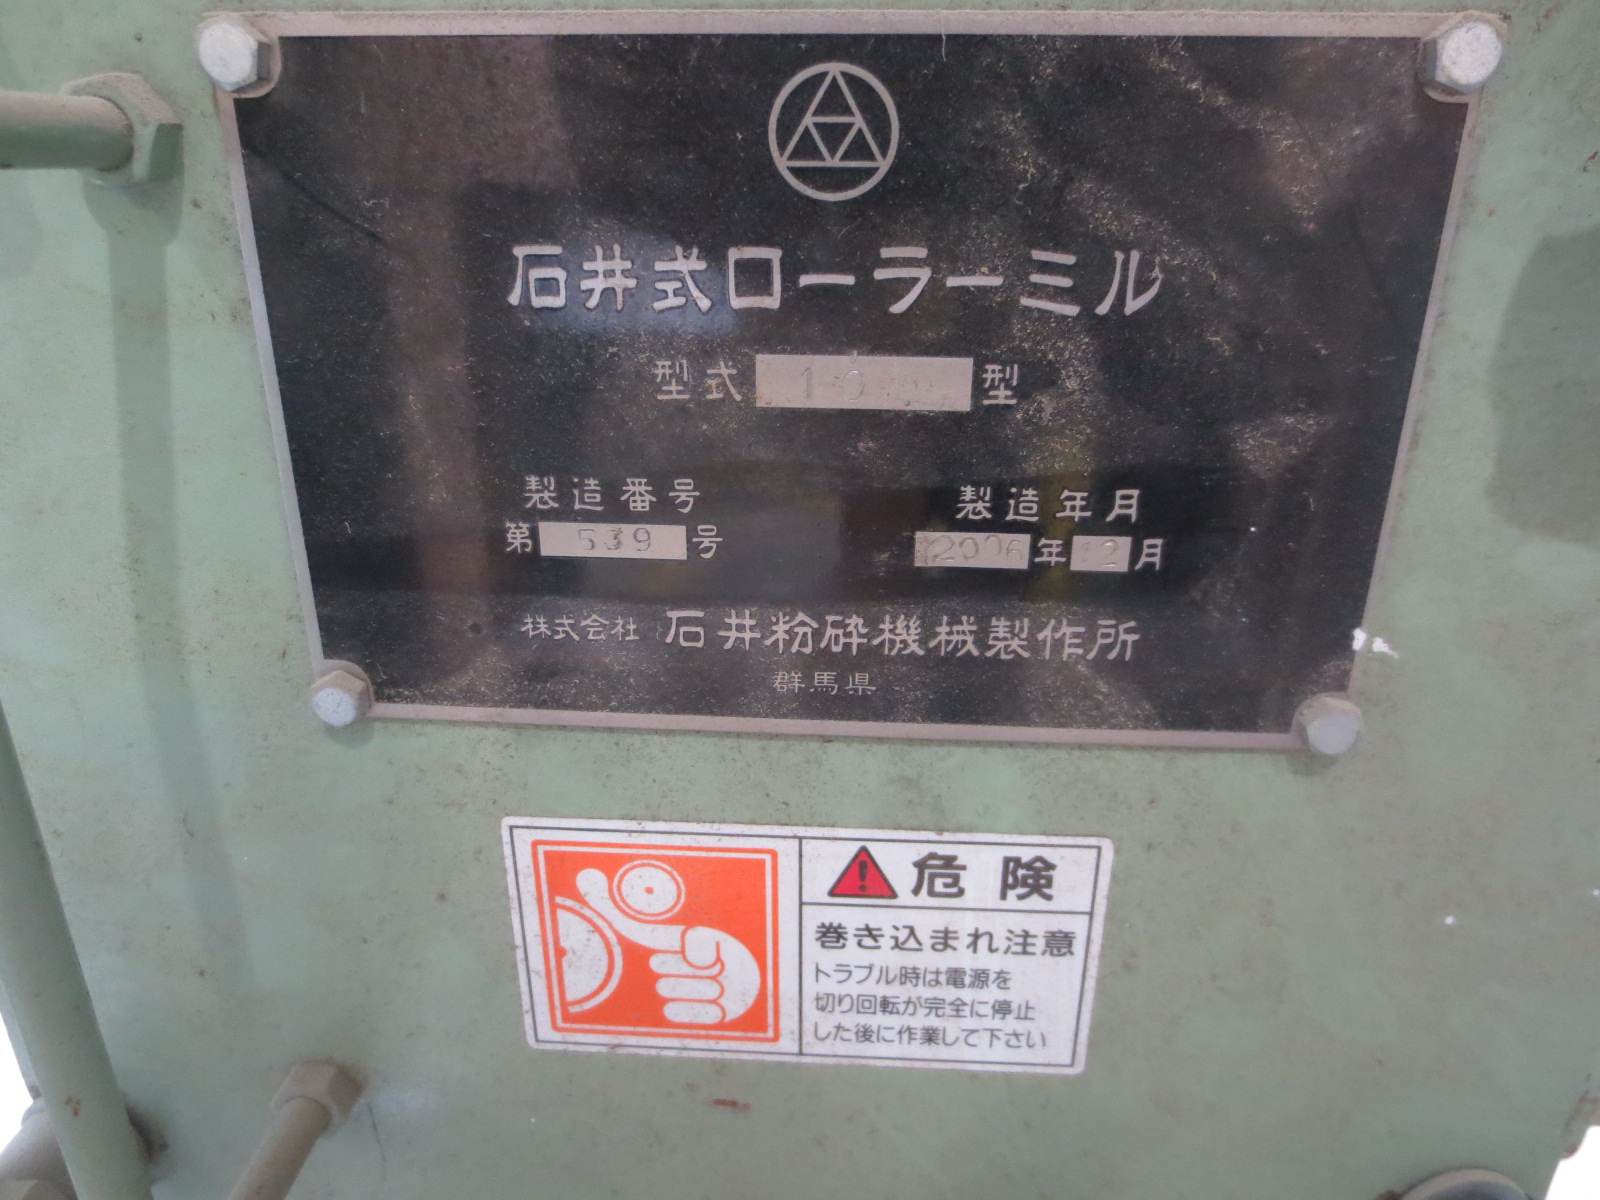 石井式ローラーミル
型式 型
製造番号
第 539 号
製造年月
2006 年 12 月
株式会社 石井粉砕機械製作所
群馬県
危険
巻き込まれ注意
トラブル時は電源を
切り回転が完全に停止
した後に作業して下さい